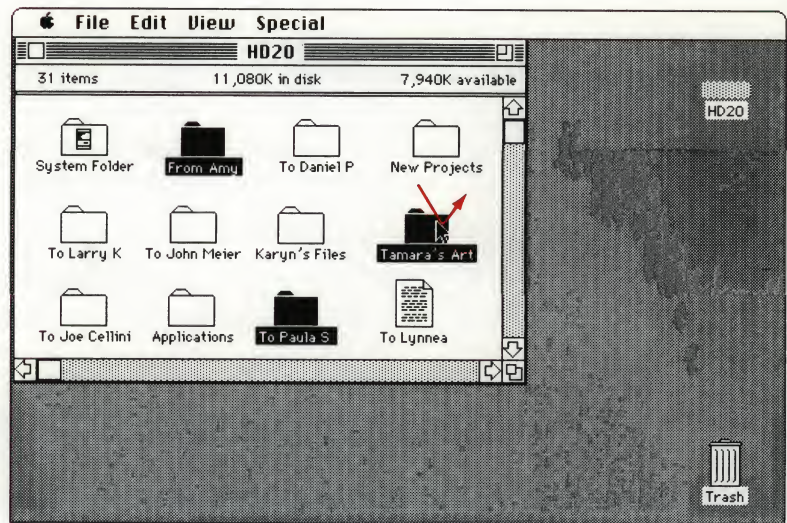 File Edit View Special
HD20
31 items 11,080K in disk 7,940K available
HD20
System Folder From Amy To Daniel P New Projects
To Larry K To John Meier Karyn's Files Tamara's Art
To Joe Cellini Applications To Paula S To Lynnea
Trash